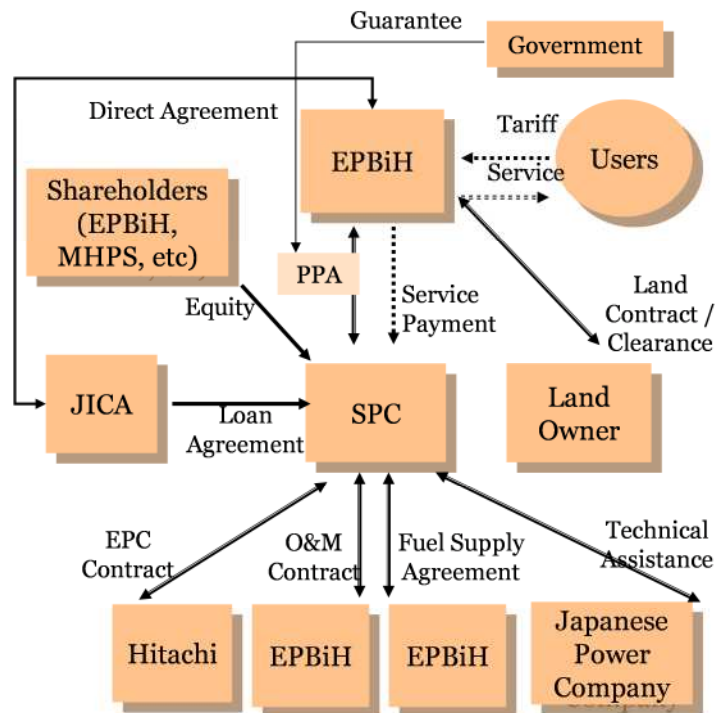 Guarantee
Government
Direct Agreement
EPBiH
Tariff
Service
Users
Shareholders
(EPBiH,
MHPS, etc)
PPA
Equity
Service
Payment
Land
Contract /
Clearance
JICA
Loan
Agreement
SPC
Land
Owner
EPC
Contract
O&M
Contract
Fuel Supply
Agreement
Technical
Assistance
Hitachi
EPBiH
EPBiH
Japanese
Power
Company